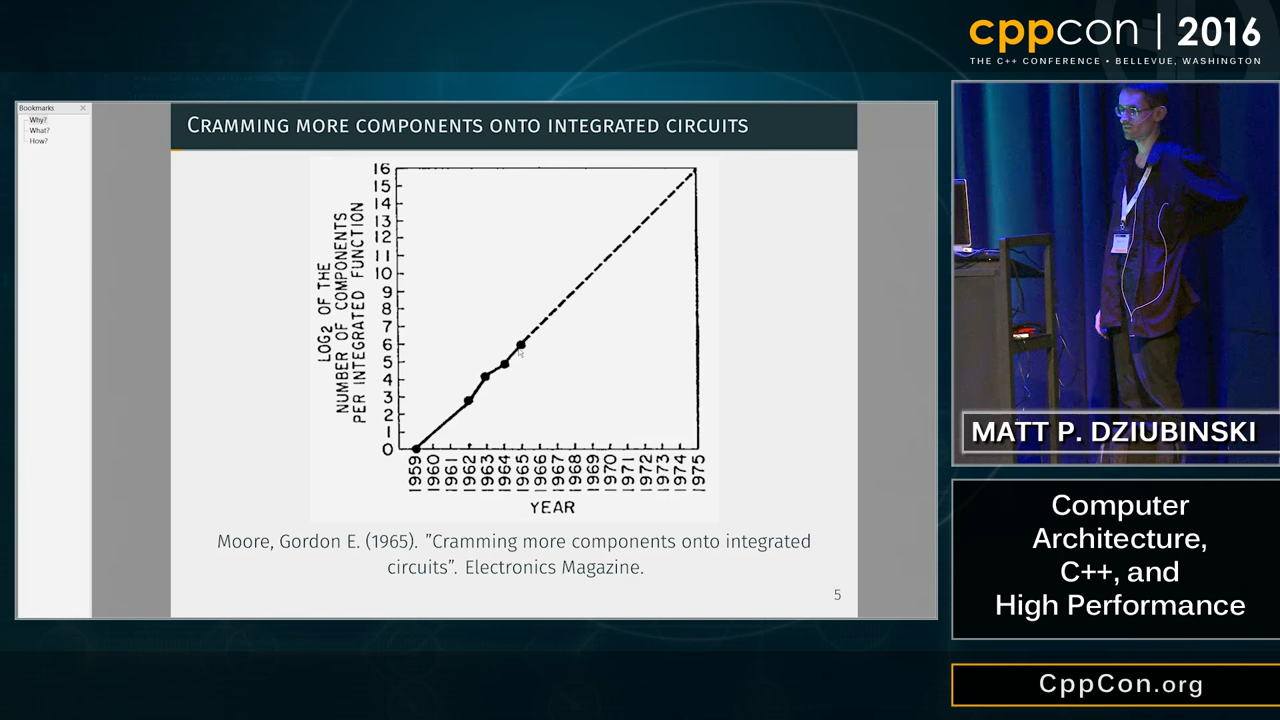 cppcon | 2016
THE C++ CONFERENCE • BELLEVUE, WASHINGTON
Bookmarks
Why?
What?
How?
CRAMMING MORE COMPONENTS ONTO INTEGRATED CIRCUITS
LOG2 OF THE
NUMBER OF COMPONENTS
PER INTEGRATED FUNCTION
16
15
14
13
12
11
10
9
8
7
6
5
4
3
2
1
0
1959
1960
1961
1962
1963
1964
1965
1966
1967
1968
1969
1970
1971
1972
1973
1974
1975
YEAR
Moore, Gordon E. (1965). ”Cramming more components onto integrated
circuits”. Electronics Magazine.
5
MATT P. DZIUBINSKI
Computer
Architecture,
C++, and
High Performance
CppCon.org